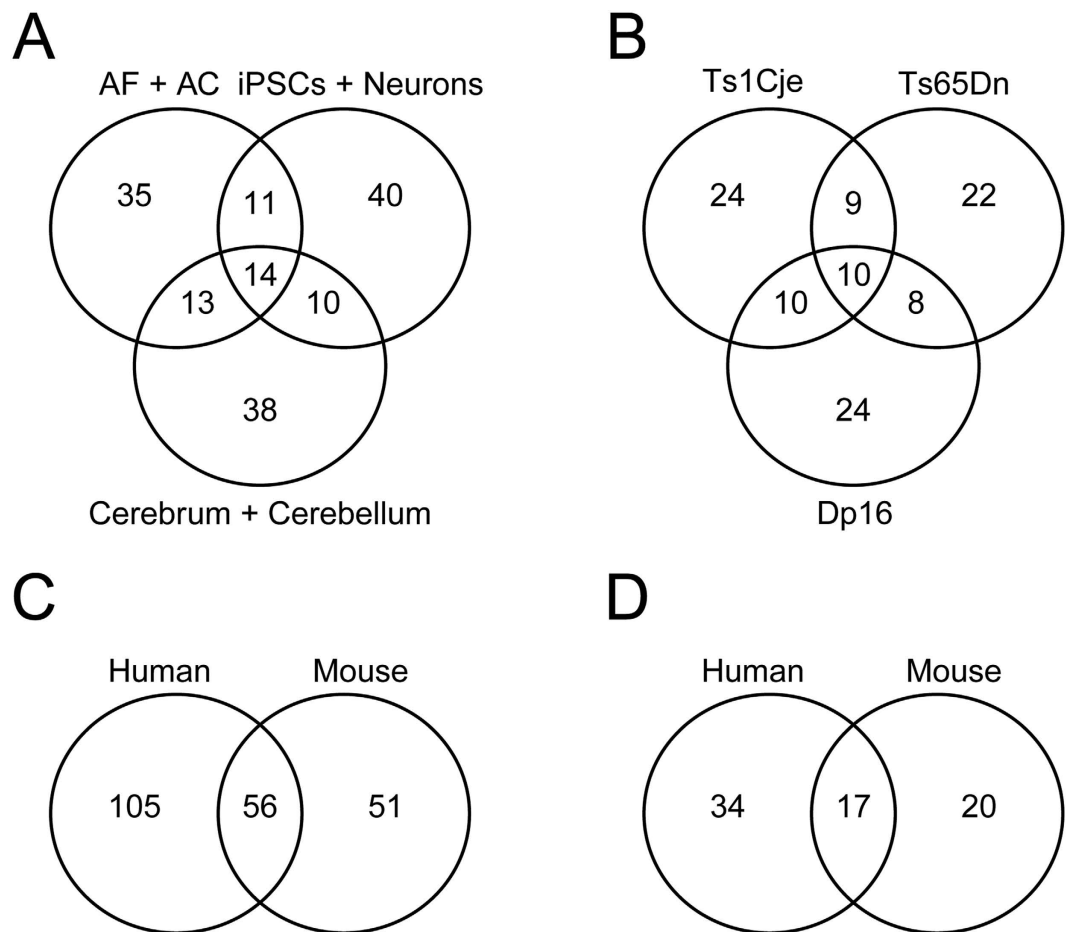 A
AF + AC iPSCs + Neurons
35 11 40
14
13 10
38
Cerebrum + Cerebellum
B
Ts1Cje Ts65Dn
24 9 22
10
10 8
24
Dp16
C
Human Mouse
105 56 51
D
Human Mouse
34 17 20